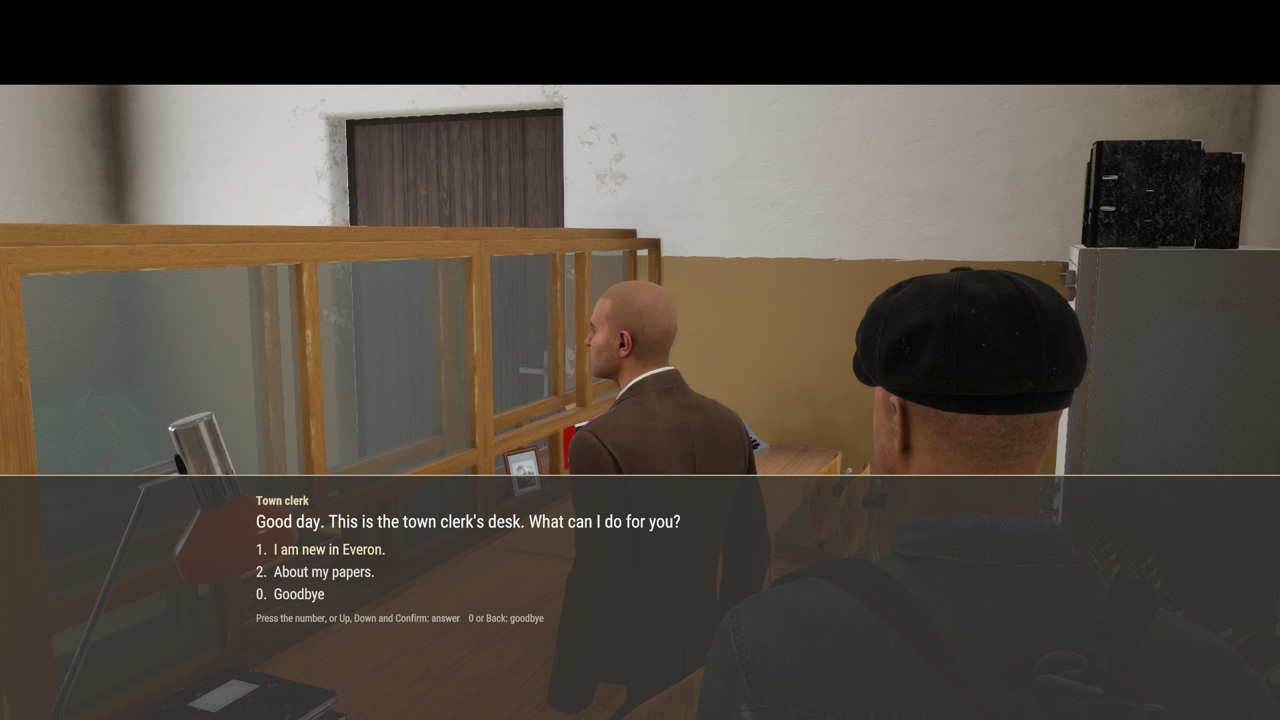 Town clerk
Good day. This is the town clerk's desk. What can I do for you?
1. I am new in Everon.
2. About my papers.
0. Goodbye
Press the number, or Up, Down and Confirm: answer 0 or Back: goodbye